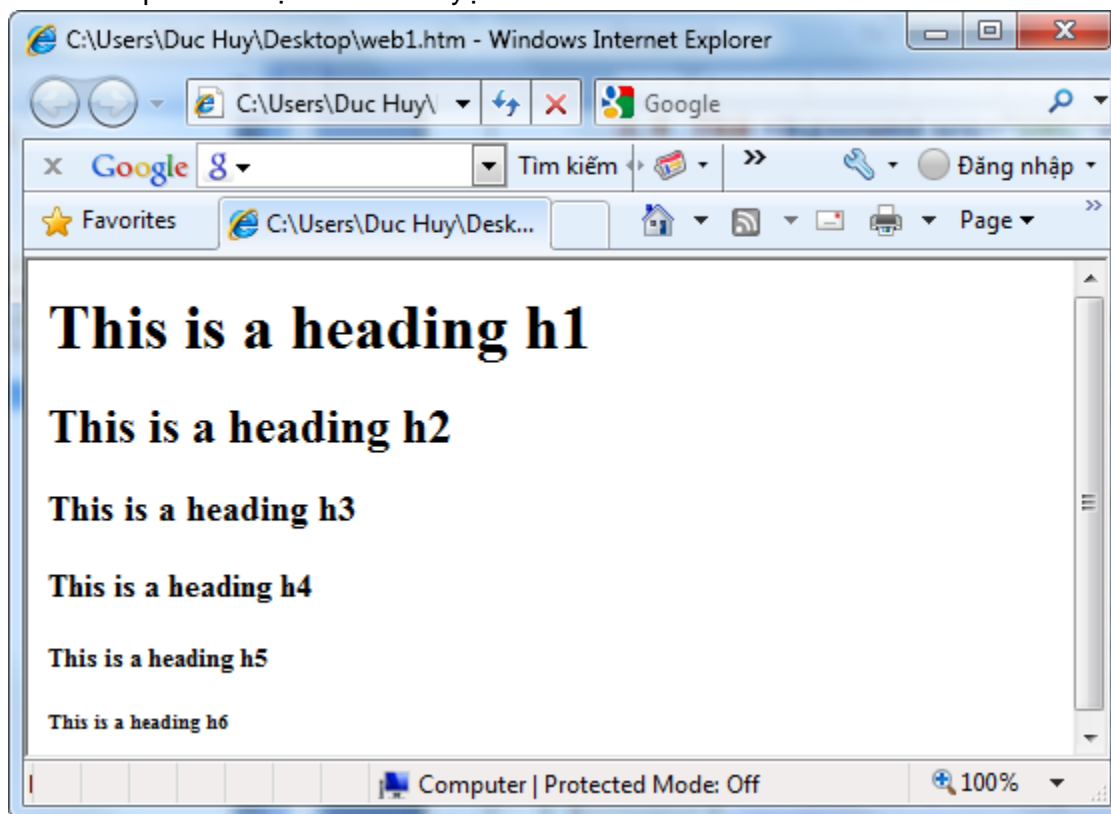 C:\Users\Duc Huy\Desktop\web1.htm - Windows Internet Explorer
C:\Users\Duc Huy\ Google
x Google 8 Tìm kiếm » Đăng nhập
Favorites C:\Users\Duc Huy\Desk... Page »
This is a heading h1
This is a heading h2
This is a heading h3
This is a heading h4
This is a heading h5
This is a heading h6
Computer | Protected Mode: Off 100%